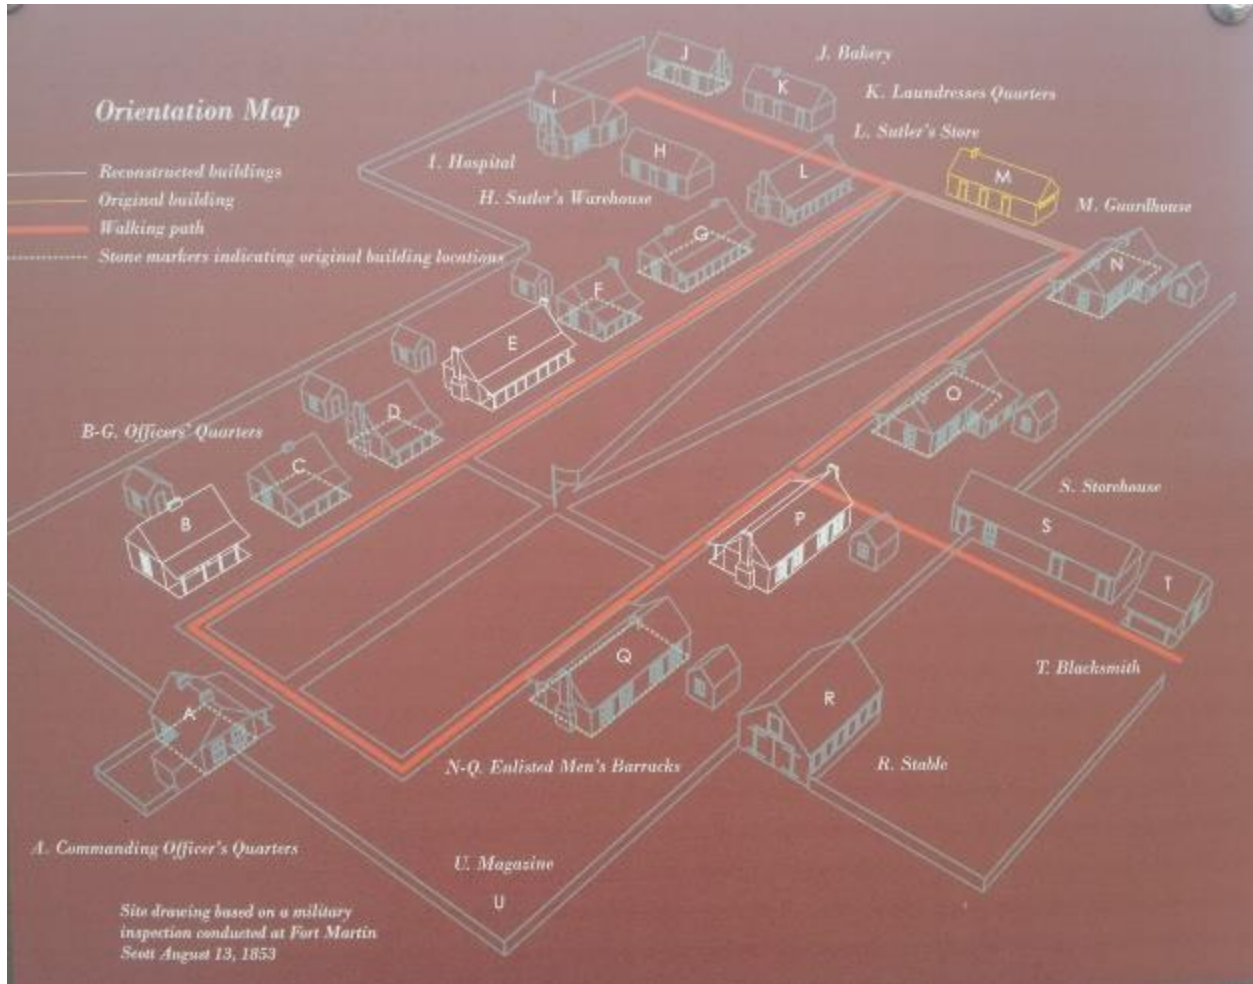 Orientation Map
Reconstructed buildings
Original building
Walking path
Stone markers indicating original building locations
J. Bakery
K. Laundresses Quarters
L. Sutler's Store
I. Hospital
H. Sutler's Warehouse
M. Guardhouse
B-G. Officers' Quarters
S. Storehouse
T. Blacksmith
N-Q. Enlisted Men's Barracks
R. Stable
A. Commanding Officer's Quarters
U. Magazine
Site drawing based on a military
inspection conducted at Fort Martin
Scott August 13, 1853
J
K
I
H
L
M
G
N
F
E
D
O
C
B
P
S
T
Q
R
A
U